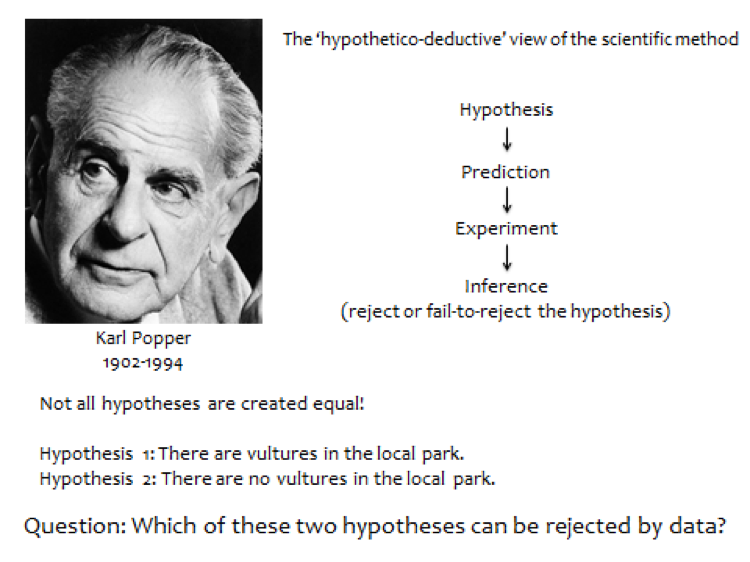 The ‘hypothetico-deductive’ view of the scientific method
Hypothesis
Prediction
Experiment
Inference
(reject or fail-to-reject the hypothesis)
Karl Popper
1902-1994
Not all hypotheses are created equal!
Hypothesis 1: There are vultures in the local park.
Hypothesis 2: There are no vultures in the local park.
Question: Which of these two hypotheses can be rejected by data?